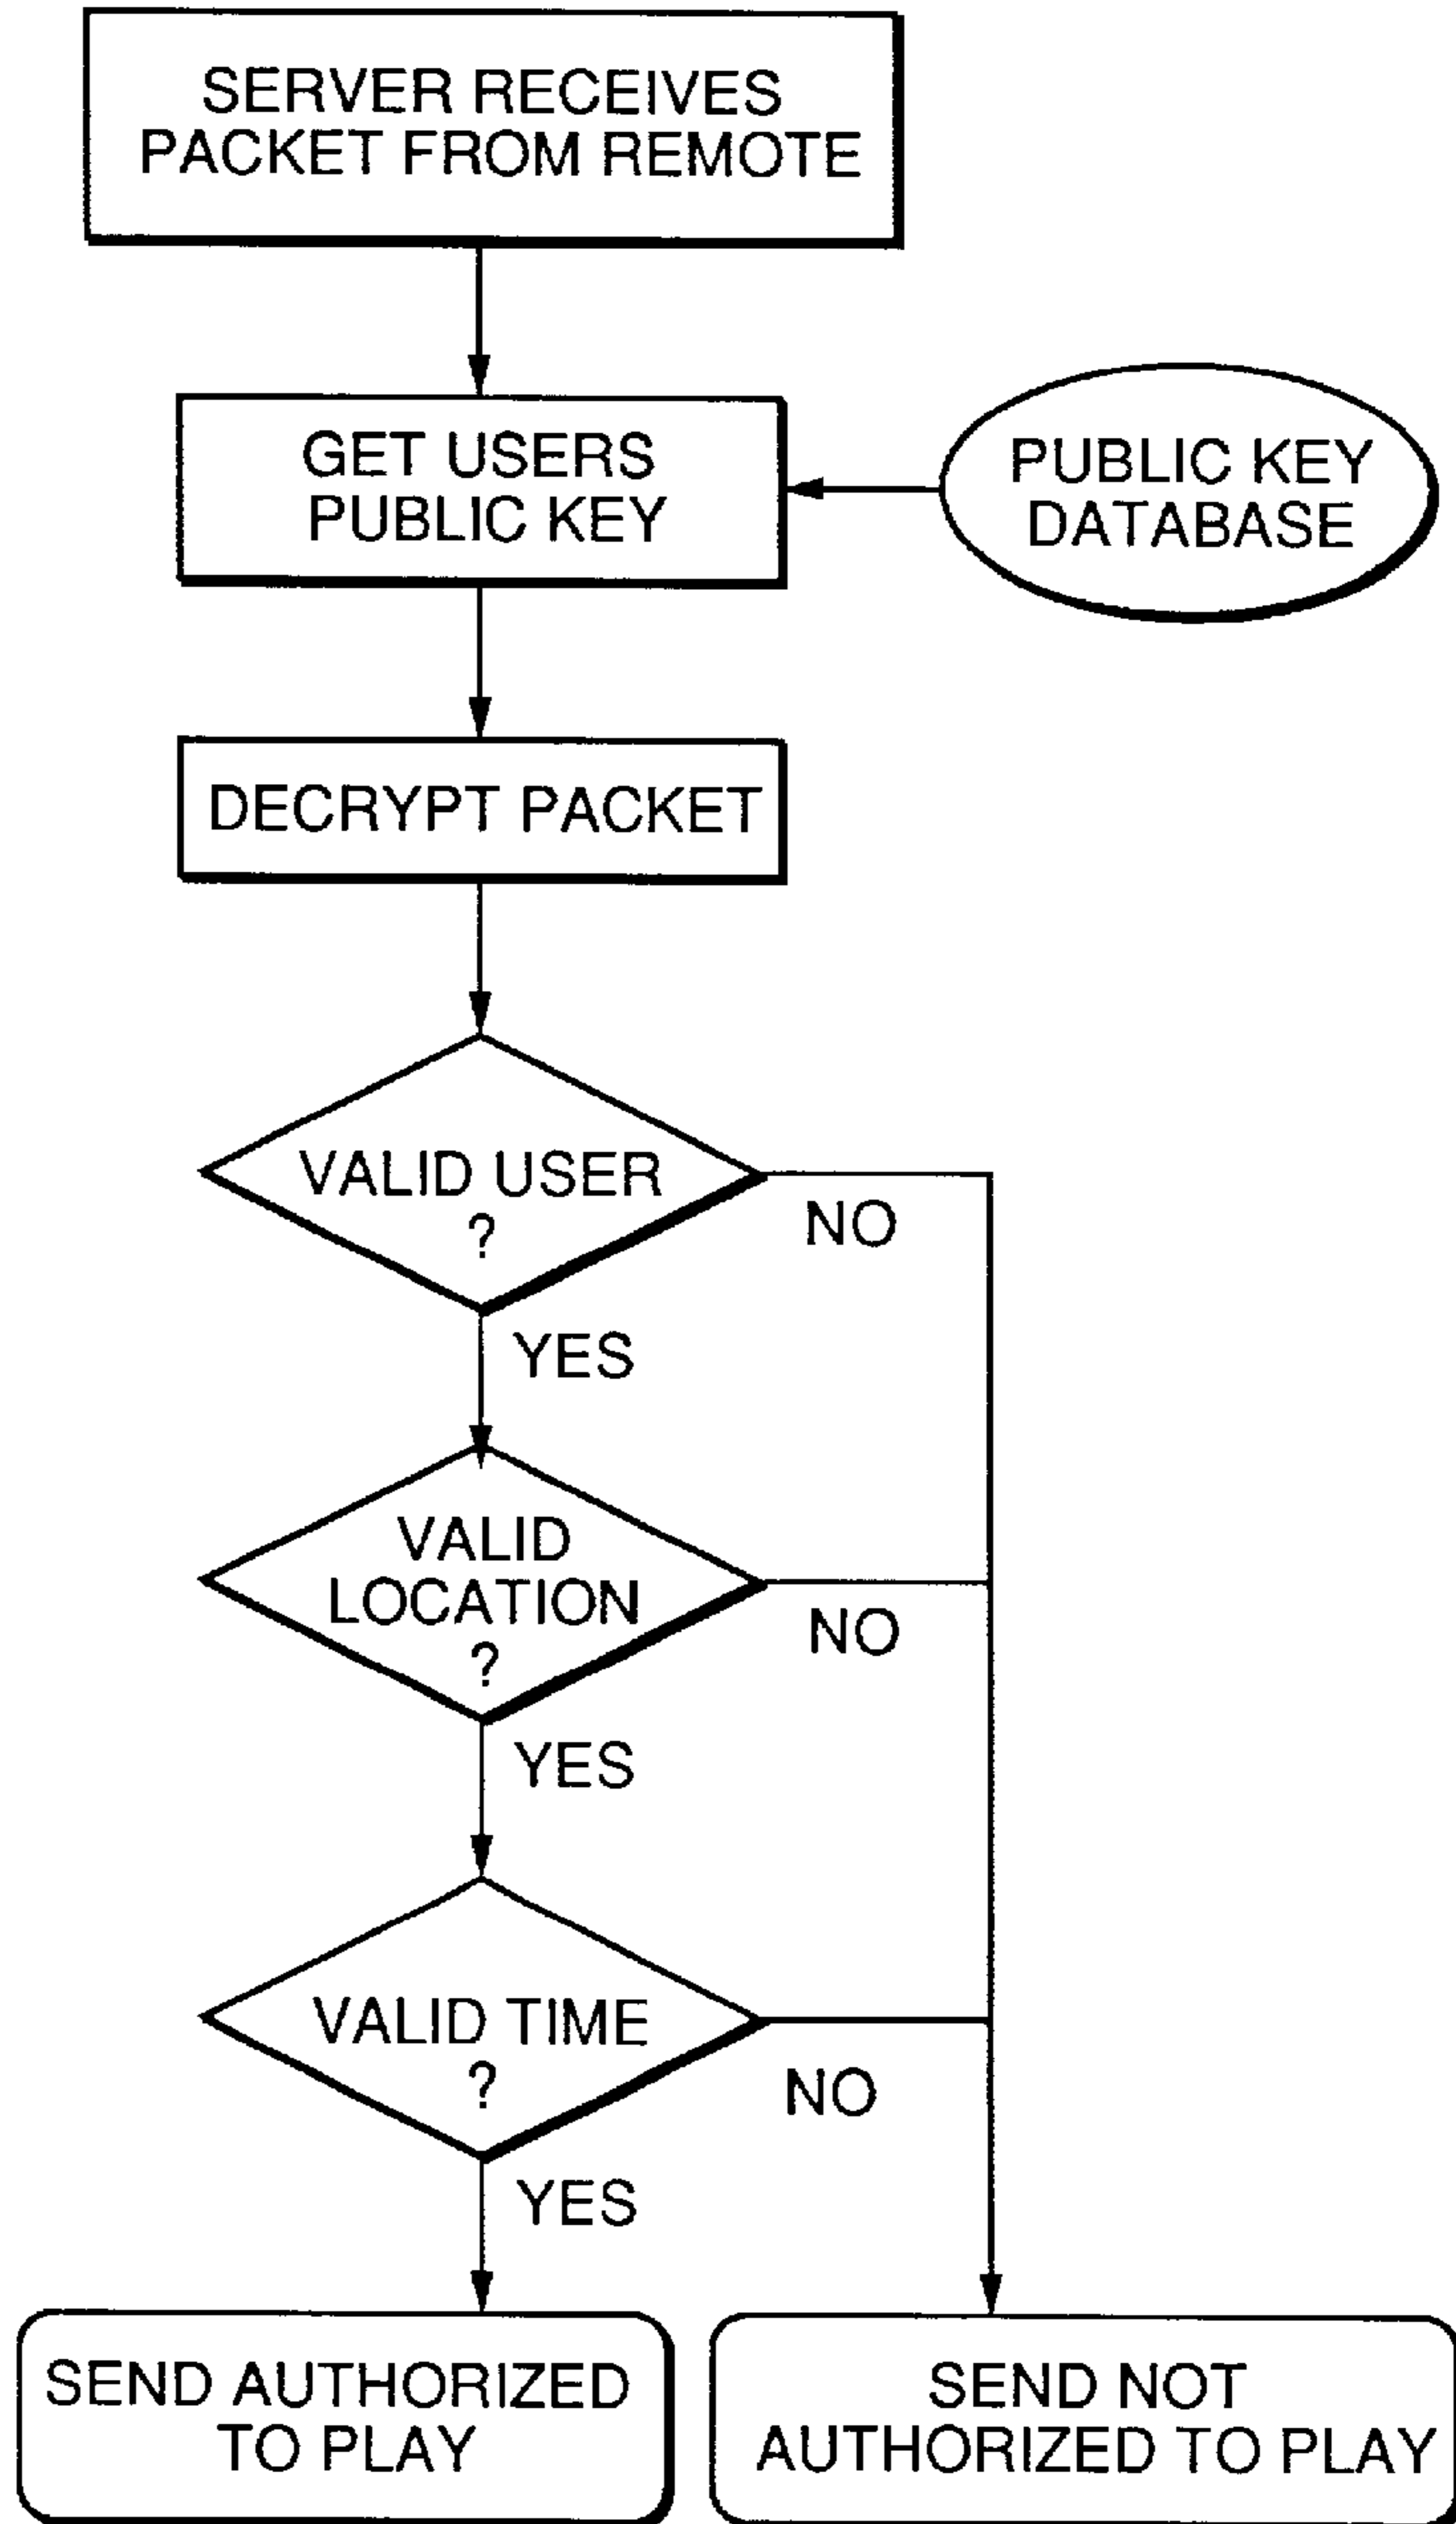 SERVER RECEIVES
PACKET FROM REMOTE
GET USERS
PUBLIC KEY
PUBLIC KEY
DATABASE
DECRYPT PACKET
VALID USER
?
NO
YES
VALID
LOCATION
?
NO
YES
VALID TIME
?
NO
YES
SEND AUTHORIZED
TO PLAY
SEND NOT
AUTHORIZED TO PLAY